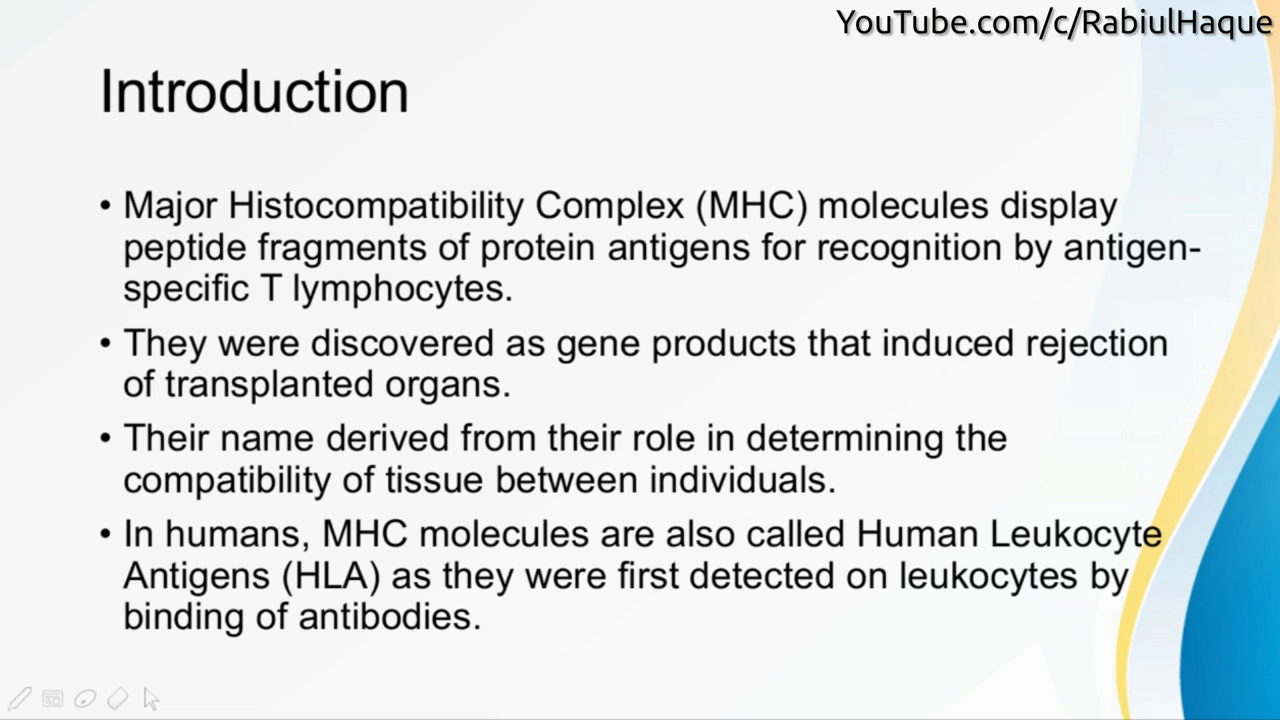 YouTube.com/c/RabiulHaque
Introduction
• Major Histocompatibility Complex (MHC) molecules display
peptide fragments of protein antigens for recognition by antigen-
specific T lymphocytes.
• They were discovered as gene products that induced rejection
of transplanted organs.
• Their name derived from their role in determining the
compatibility of tissue between individuals.
• In humans, MHC molecules are also called Human Leukocyte
Antigens (HLA) as they were first detected on leukocytes by
binding of antibodies.